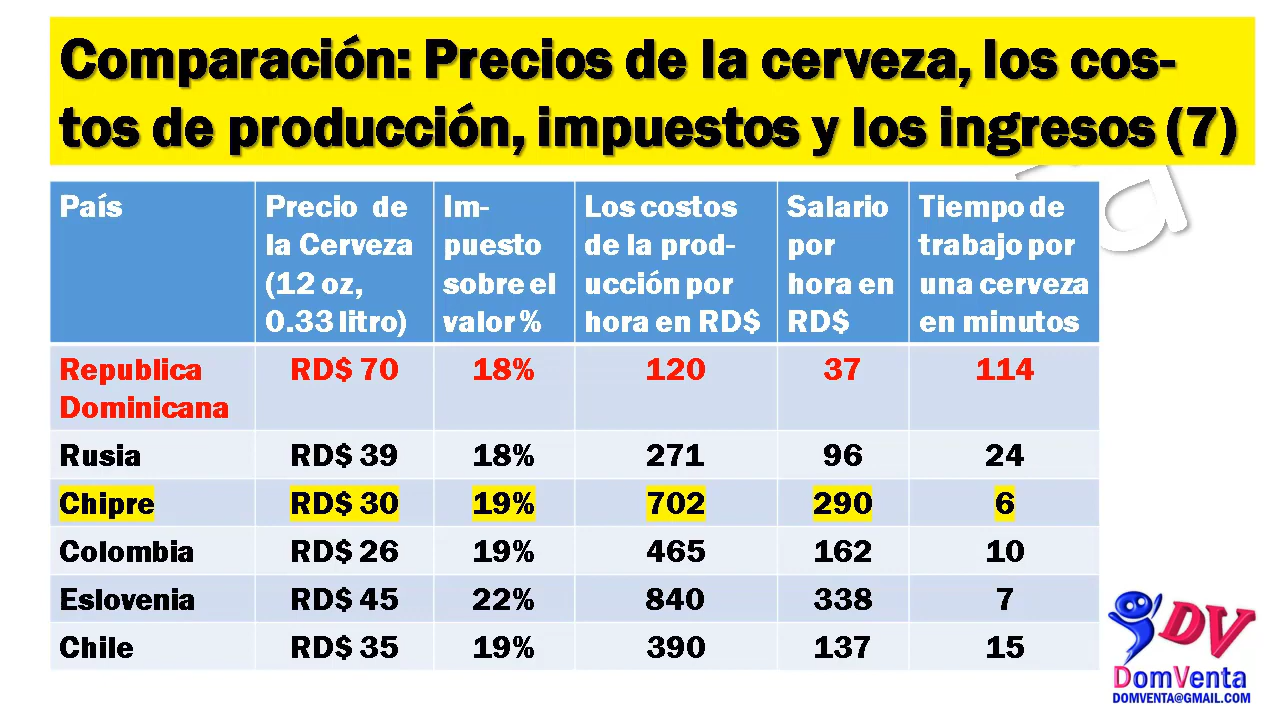 Comparación: Precios de la cerveza, los cos-
tos de producción, impuestos y los ingresos (7)
País
Precio de
la Cerveza
(12 oz,
0.33 litro)
Im-
puesto
sobre el
valor %
Los costos
de la prod-
ucción por
hora en RD$
Salario
por
hora en
RD$
Tiempo de
trabajo por
una cerveza
en minutos
Republica
Dominicana
RD$ 70 18% 120 37 114
Rusia RD$ 39 18% 271 96 24
Chipre RD$ 30 19% 702 290 6
Colombia RD$ 26 19% 465 162 10
Eslovenia RD$ 45 22% 840 338 7
Chile RD$ 35 19% 390 137 15
DV
DomVenta
DOMVENTA@GMAIL.COM